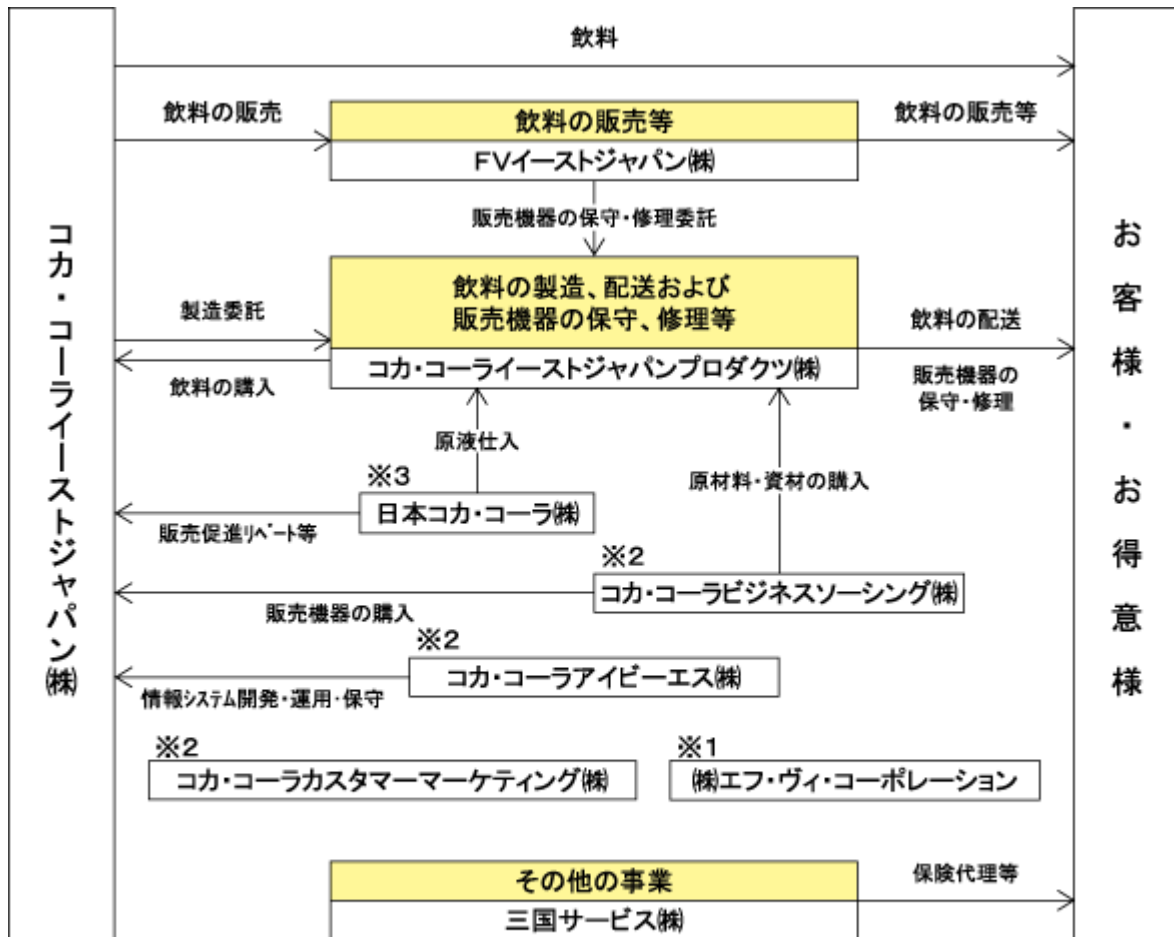 飲料
飲料の販売
飲料の販売等
飲料の販売等
FVイーストジャパン㈱
販売機器の保守・修理委託
コカ・コーライーストジャパン㈱
お客様・お得意様
製造委託
飲料の製造、配送および
販売機器の保守、修理等
飲料の配送
コカ・コーライーストジャパンプロダクツ㈱
飲料の購入
販売機器の
保守・修理
原液仕入
原材料・資材の購入
※3
日本コカ・コーラ㈱
販売促進ﾘﾍﾞｰﾄ等
※2
コカ・コーラビジネスソーシング㈱
販売機器の購入
※2
コカ・コーラアイビーエス㈱
情報ｼｽﾃﾑ開発・運用・保守
※2
コカ・コーラカスタマーマーケティング㈱
※1
㈱エフ・ヴィ・コーポレーション
その他の事業
保険代理等
三国サービス㈱